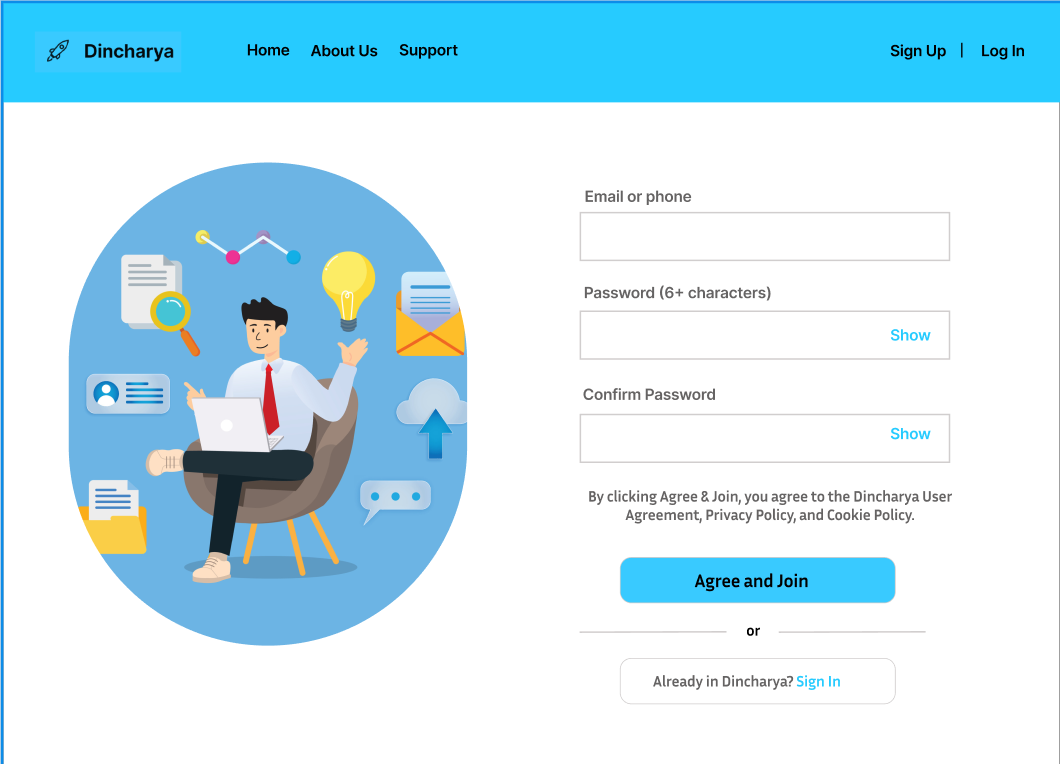 Dincharya Home About Us Support Sign Up | Log In
Email or phone
Password (6+ characters)
Show
Confirm Password
Show
By clicking Agree & Join, you agree to the Dincharya User
Agreement, Privacy Policy, and Cookie Policy.
Agree and Join
or
Already in Dincharya? Sign In